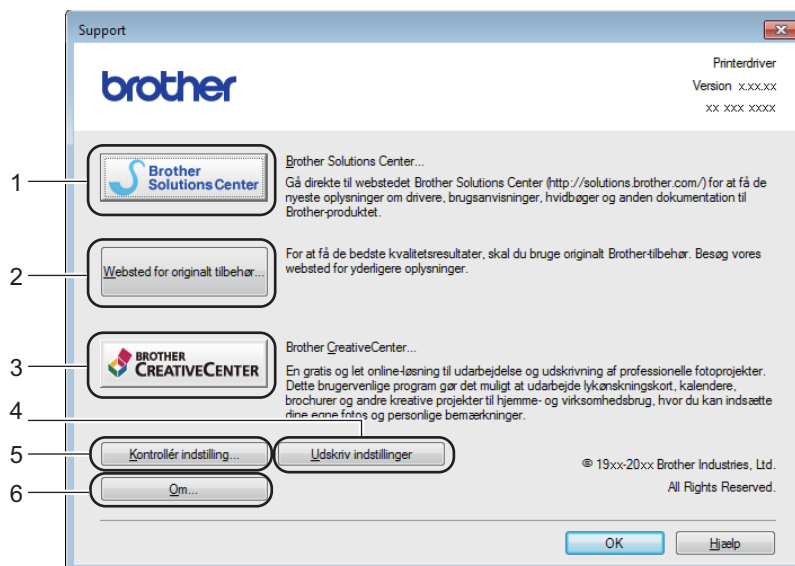 Support
brother
Printerdriver
Version x.xx.xx
xx xxx xxxx
1
Brother
Solutions Center
Brother Solutions Center...
Gå direkte til webstedet Brother Solutions Center (http://solutions.brother.com/) for at få de
nyeste oplysninger om drivere, brugsanvisninger, hvidbøger og anden dokumentation til
Brother-produktet.
2
Websted for originalt tilbehør...
For at få de bedste kvalitetsresultater, skal du bruge originalt Brother-tilbehør. Besøg vores
websted for yderligere oplysninger.
3
BROTHER
CREATIVECENTER
Brother CreativeCenter...
En gratis og let online-løsning til udarbejdelse og udskrivning af professionelle fotoprojekter.
Dette brugervenlige program gør det muligt at udarbejde lykønskningskort, kalendere,
brochurer og andre kreative projekter til hjemme- og virksomhedsbrug, hvor du kan indsætte
dine egne fotos og personlige bemærkninger.
4
5
Kontrollér indstilling...
Udskriv indstillinger
6
Om...
© 19xx-20xx Brother Industries, Ltd.
All Rights Reserved.
OK
Hjælp